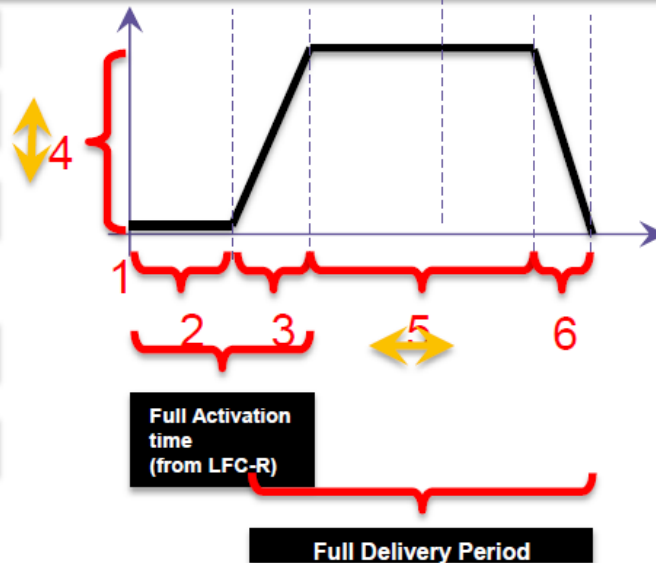 4
1
2 3 5 6
Full Activation
time
(from LFC-R)
Full Delivery Period